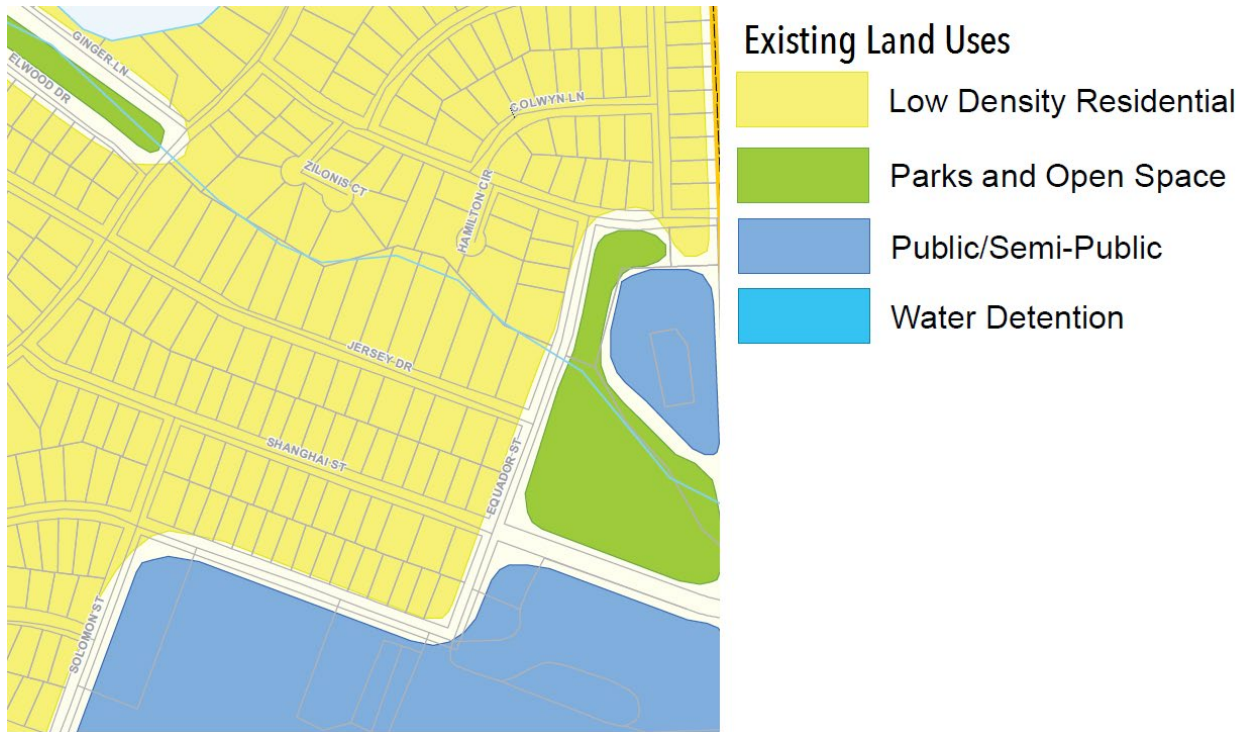 Existing Land Uses
Low Density Residential
Parks and Open Space
Public/Semi-Public
Water Detention
GINGER LN
ELWOOD DR
COLWYN LN
ZILONIS CT
HAMILTON CIR
JERSEY DR
SHANGHAI ST
EQUADOR ST
SOLOMON ST